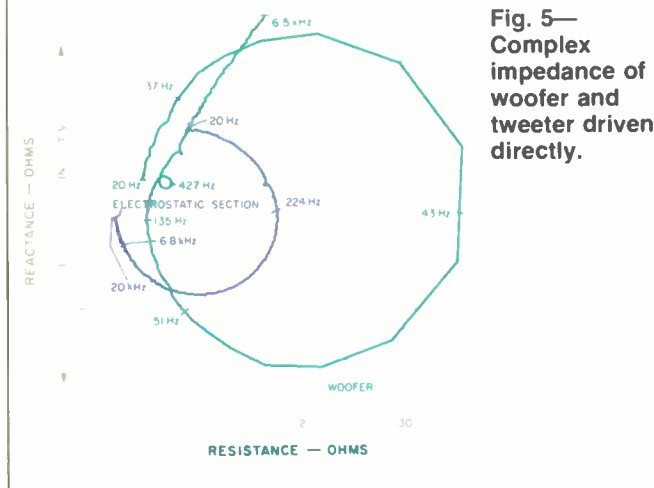 Fig. 5—
Complex
impedance of
woofer and
tweeter driven
directly.
6.5 kHz
37 Hz
20 Hz
20 Hz
427 Hz
ELECTROSTATIC SECTION
224 Hz
135 Hz
43 Hz
6.8 kHz
20 kHz
51 Hz
WOOFER
REACTANCE — OHMS
2
30
RESISTANCE — OHMS